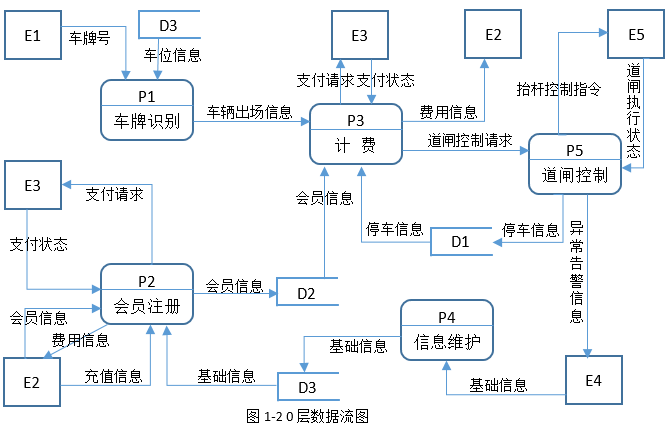 E1
车牌号
D3
车位信息
P1
车牌识别
车辆出场信息
E3
支付请求
支付状态
E2
费用信息
P3
计 费
道闸控制请求
E5
抬杆控制指令
道闸执行状态
P5
道闸控制
E3
支付请求
支付状态
会员信息
停车信息
D1
停车信息
异常告警信息
P2
会员注册
会员信息
D2
会员信息
费用信息
E2
充值信息
基础信息
D3
基础信息
P4
信息维护
基础信息
E4
图 1-2 0 层数据流图